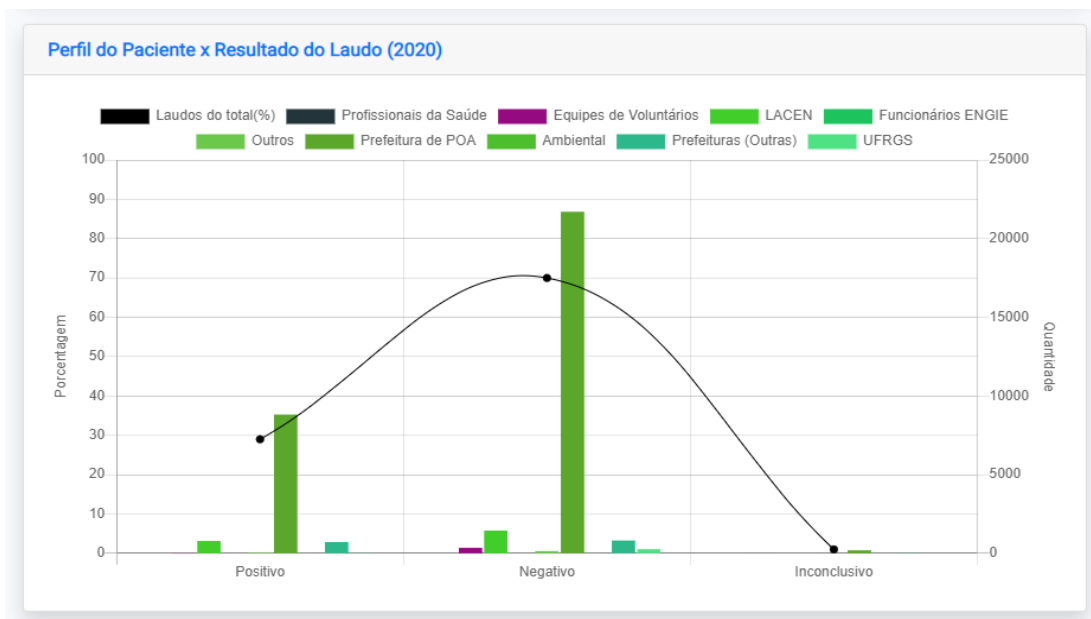 Perfil do Paciente x Resultado do Laudo (2020)
Laudos do total(%) Profissionais da Saúde Equipes de Voluntários LACEN Funcionários ENGIE
Outros Prefeitura de POA Ambiental Prefeituras (Outras) UFRGS
100 25000
90
80 20000
70
60 15000
50
40 10000
30
20 5000
10
0 0
Porcentagem
Quantidade
Positivo Negativo Inconclusivo